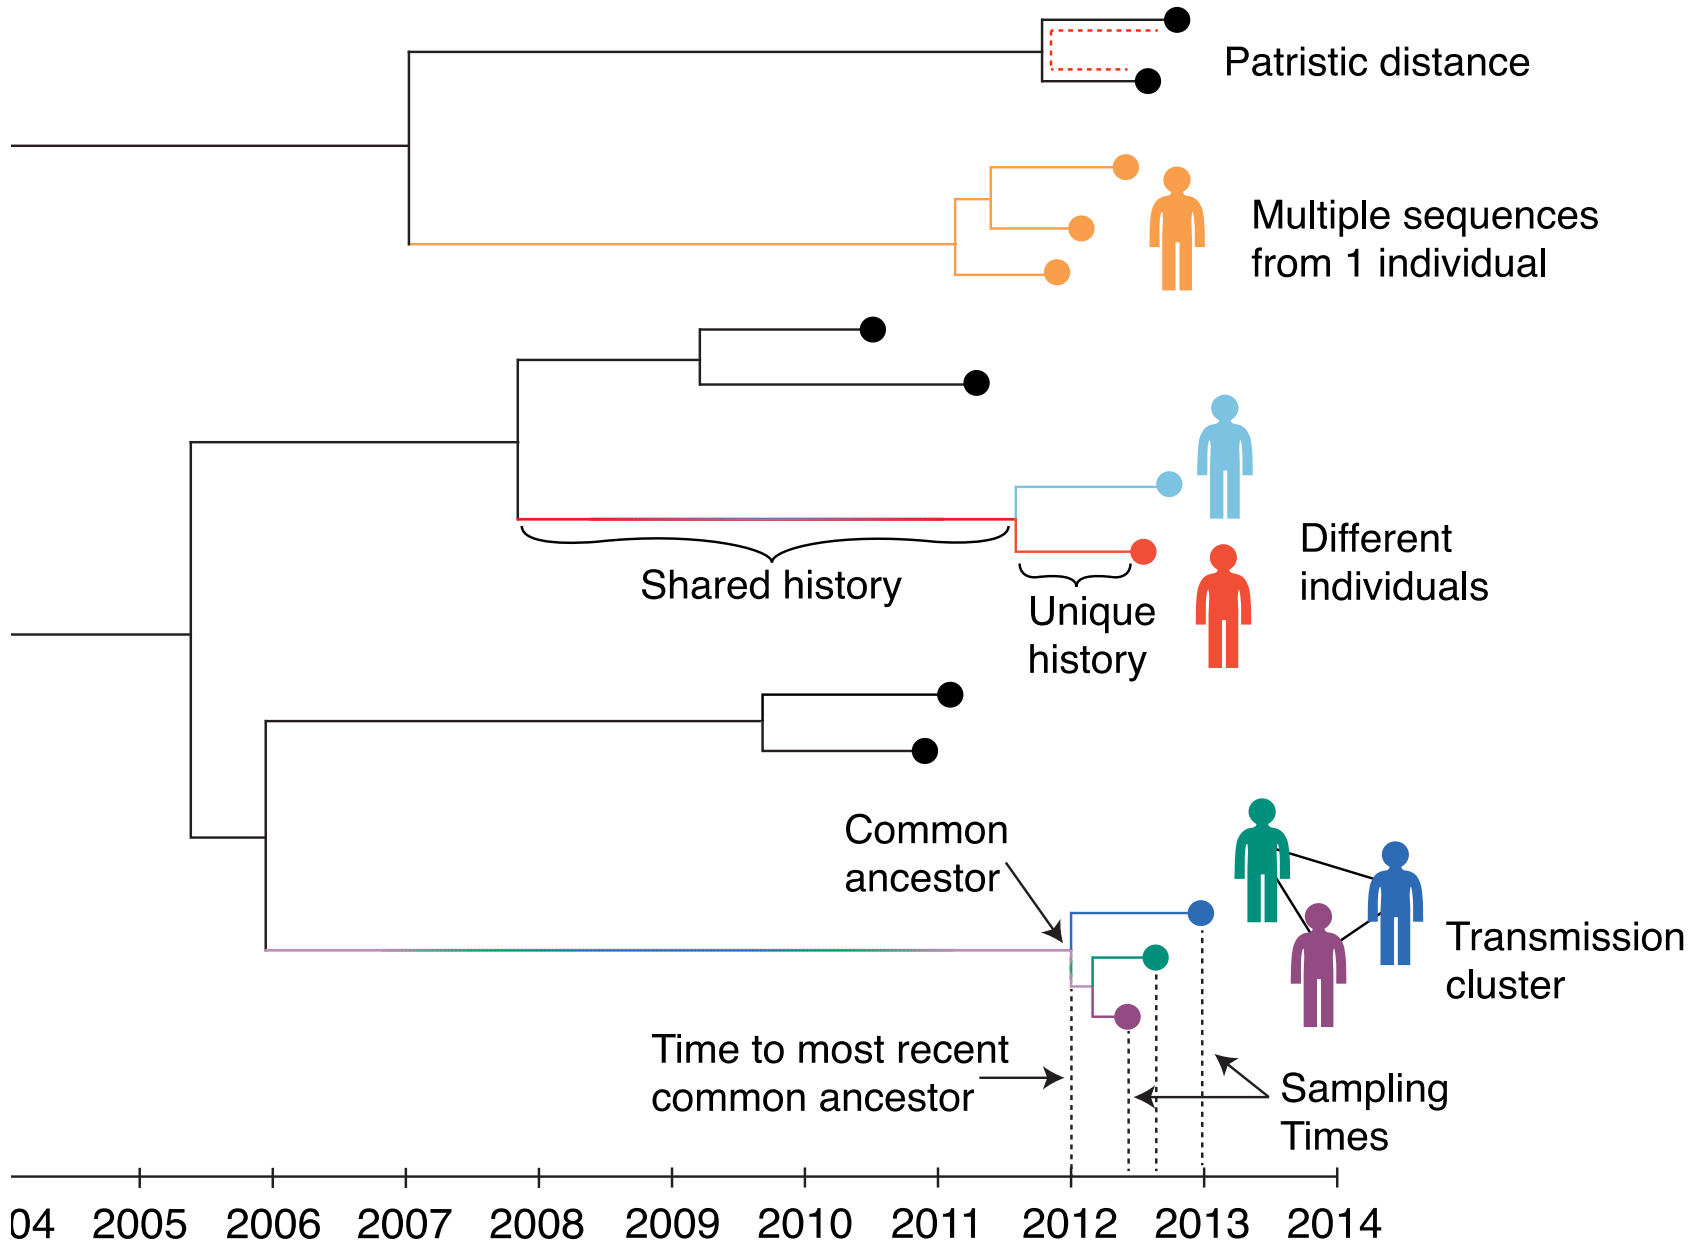 Patristic distance
Multiple sequences
from 1 individual
Different
individuals
Shared history
Unique
history
Common
ancestor
Transmission
cluster
Time to most recent
common ancestor
Sampling
Times
04 2005 2006 2007 2008 2009 2010 2011 2012 2013 2014